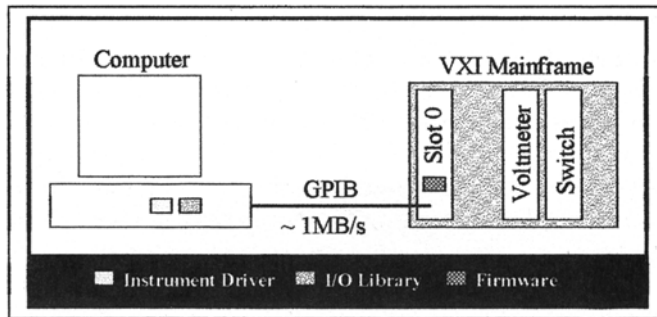 Computer
VXI Mainframe
Slot 0
Voltmeter
Switch
GPIB
~ 1MB/s
Instrument Driver
I/O Library
Firmware